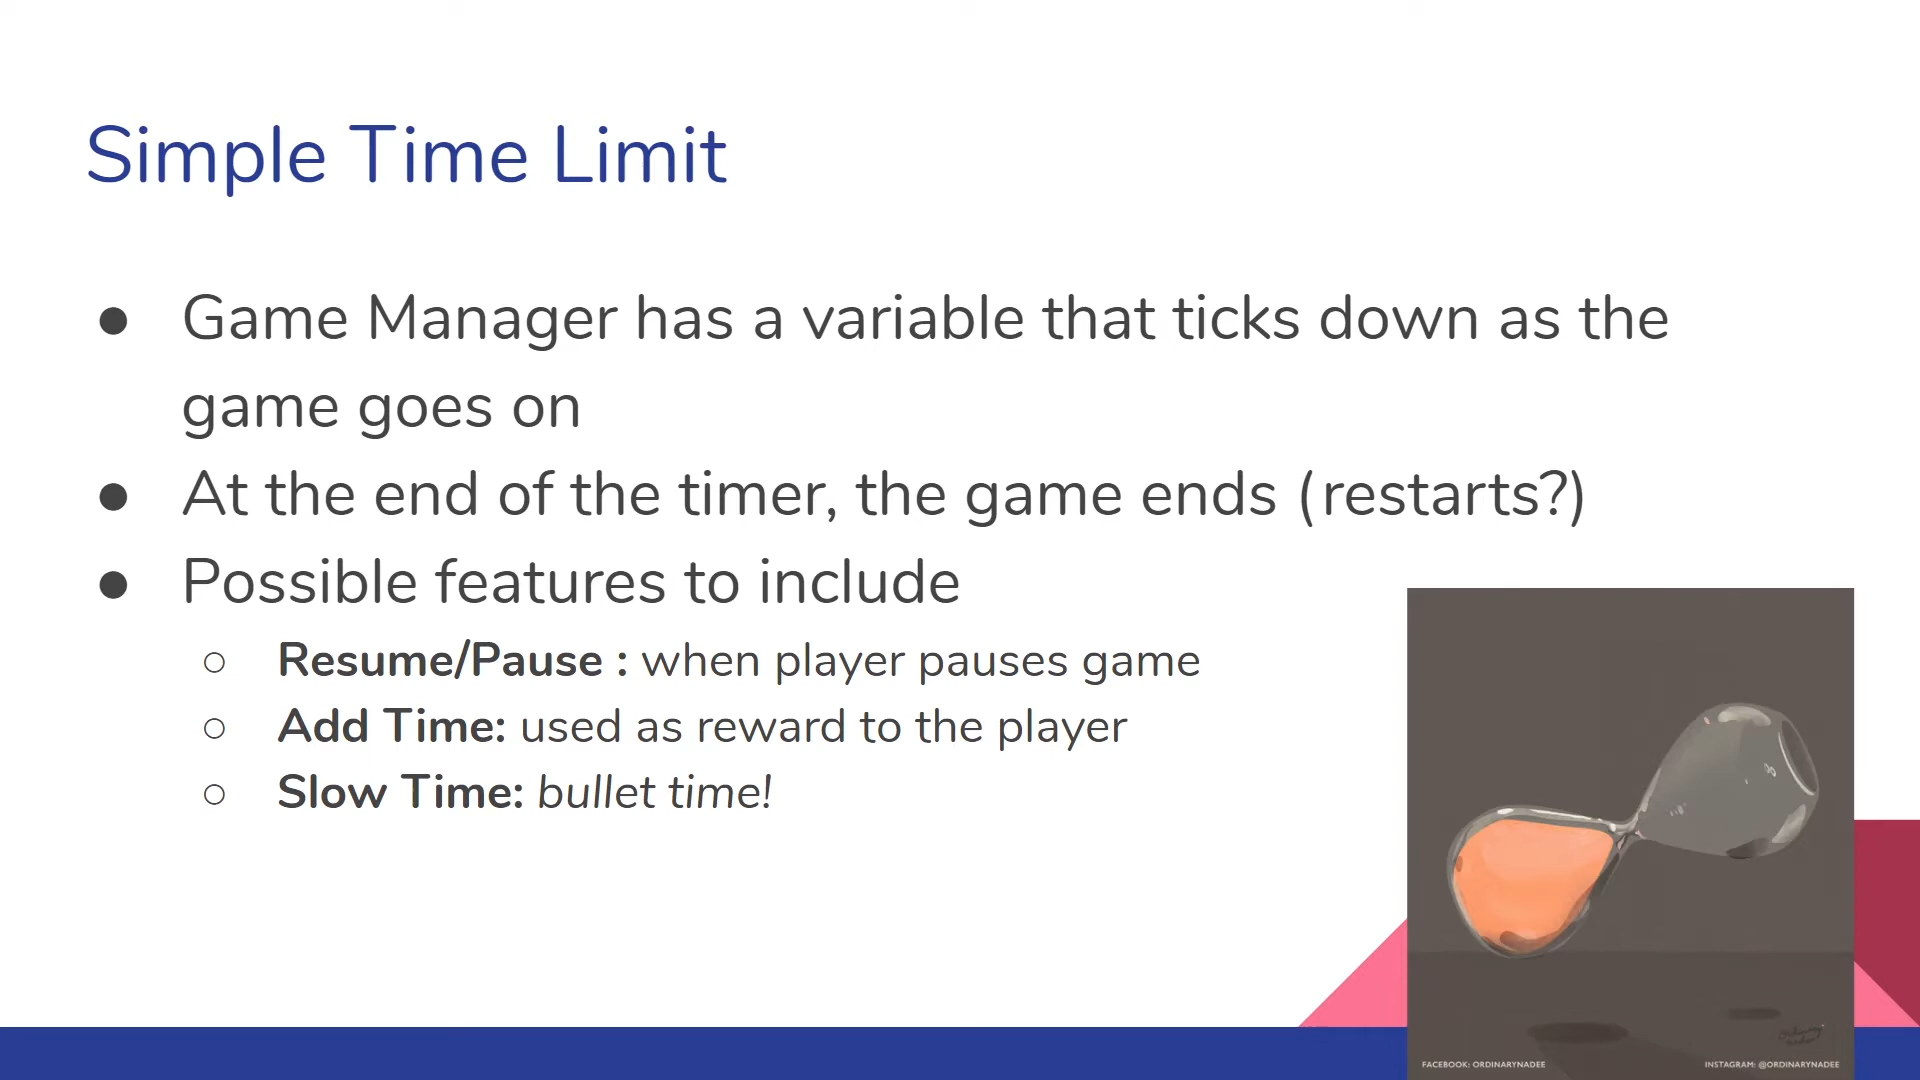 Simple Time Limit
● Game Manager has a variable that ticks down as the
game goes on
● At the end of the timer, the game ends (restarts?)
● Possible features to include
○ Resume/Pause : when player pauses game
○ Add Time: used as reward to the player
○ Slow Time: bullet time!
FACEBOOK: ORDINARYNADEE
INSTAGRAM: @ORDINARYNADEE